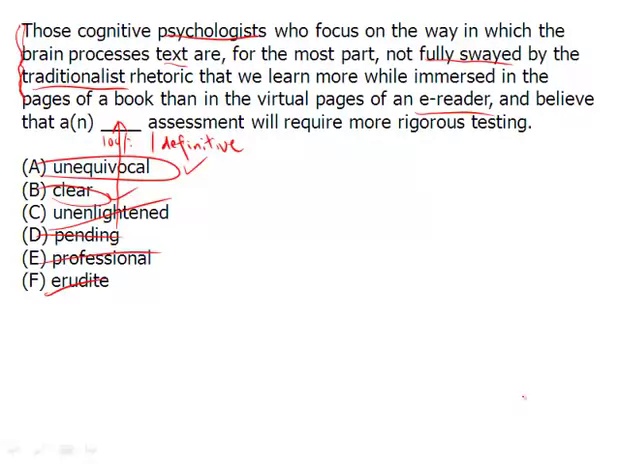 Those cognitive psychologists who focus on the way in which the
brain processes text are, for the most part, not fully swayed by the
traditionalist rhetoric that we learn more while immersed in the
pages of a book than in the virtual pages of an e-reader, and believe
that a(n) ____ assessment will require more rigorous testing.
definitive
(A) unequivocal
(B) clear
(C) unenlightened
(D) pending
(E) professional
(F) erudite